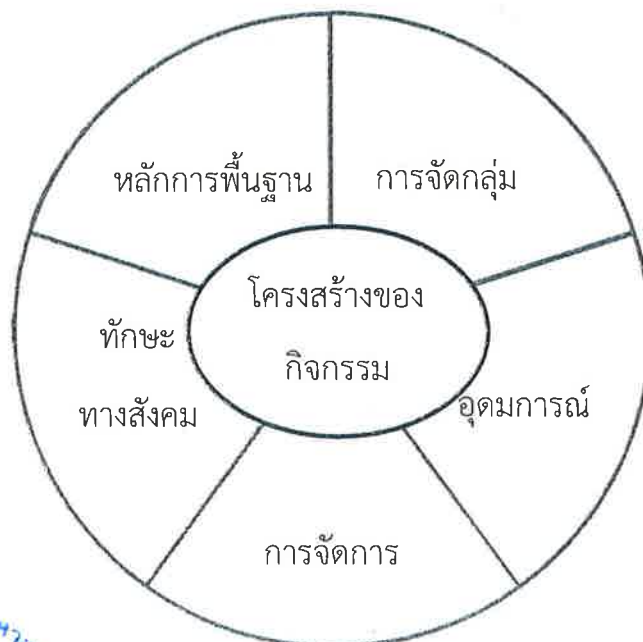 หลักการพื้นฐาน
การจัดกลุ่ม
โครงสร้างของ
กิจกรรม
ทักษะ
ทางสังคม
อุดมการณ์
การจัดการ